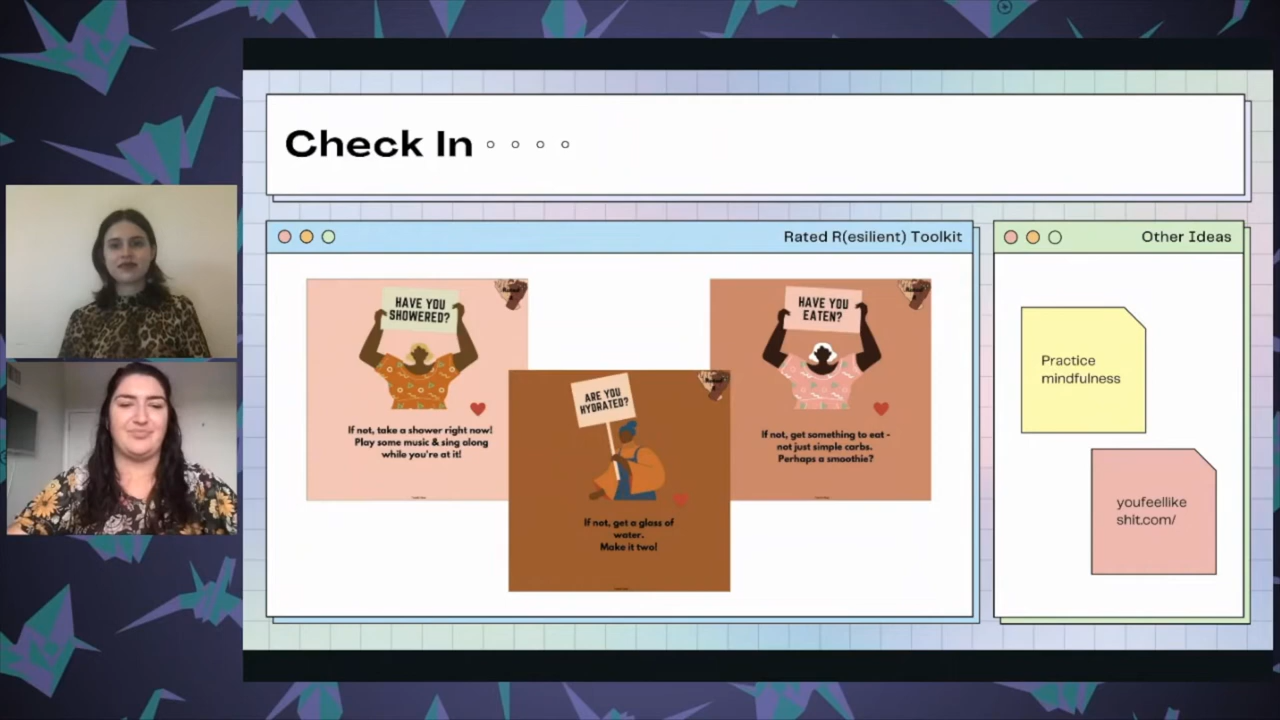 Check In
Rated R(esilient) Toolkit
HAVE YOU
SHOWERED?
If not, take a shower right now!
Play some music & sing along
while you're at it!
ARE YOU
HYDRATED?
If not, get a glass of
water.
Make it two!
HAVE YOU
EATEN?
If not, get something to eat -
not just simple carbs.
Perhaps a smoothie?
Other Ideas
Practice
mindfulness
youfeellike
shit.com/